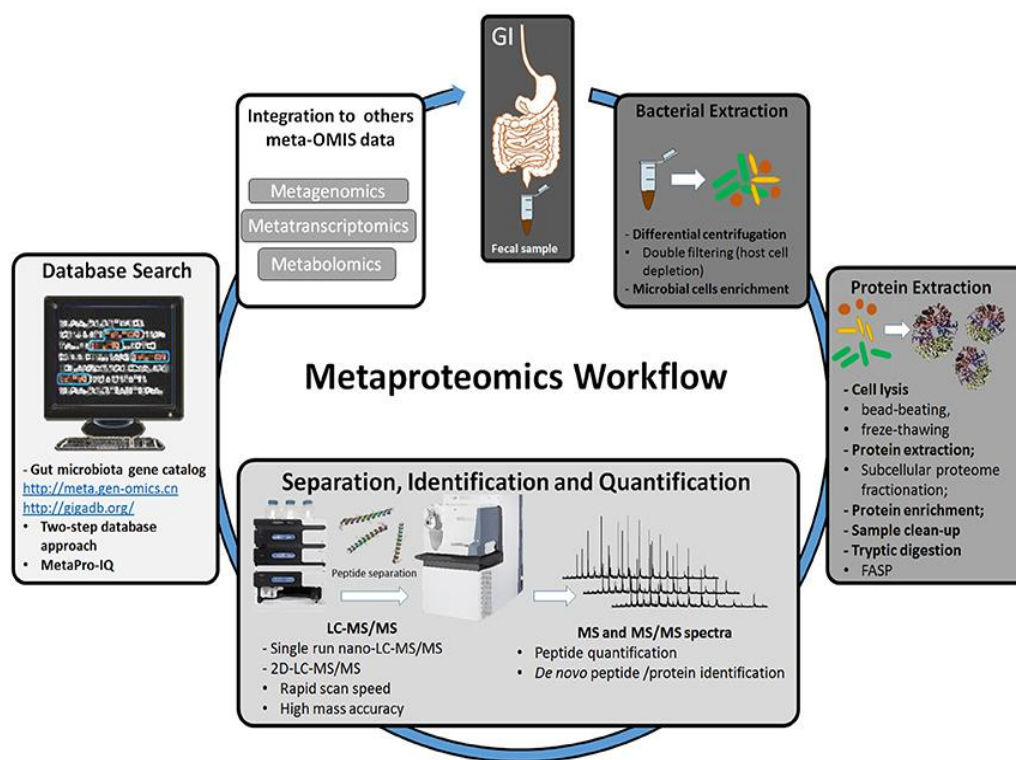 GI
Fecal sample
Bacterial Extraction
- Differential centrifugation
• Double filtering (host cell
depletion)
- Microbial cells enrichment
Protein Extraction
- Cell lysis
• bead-beating,
• freze-thawing
- Protein extraction;
• Subcellular proteome
fractionation;
- Protein enrichment;
- Sample clean-up
- Tryptic digestion
• FASP
Metaproteomics Workflow
Separation, Identification and Quantification
Peptide separation
LC-MS/MS
- Single run nano-LC-MS/MS
- 2D-LC-MS/MS
• Rapid scan speed
• High mass accuracy
MS and MS/MS spectra
• Peptide quantification
• De novo peptide /protein identification
Database Search
- Gut microbiota gene catalog
http://meta.gen-omics.cn
http://gigadb.org/
• Two-step database
approach
• MetaPro-IQ
Integration to others
meta-OMIS data
Metagenomics
Metatranscriptomics
Metabolomics